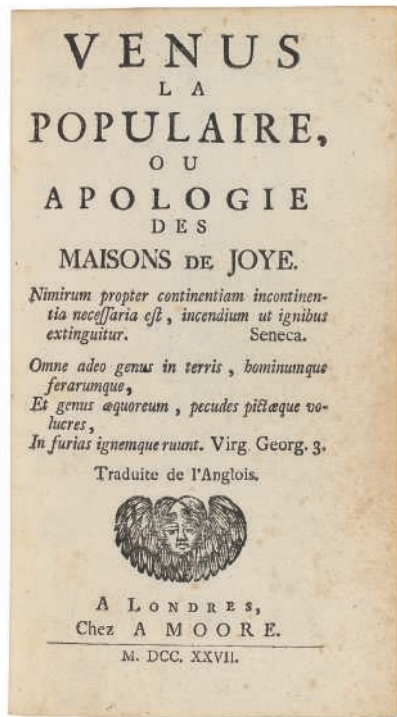 VENUS
LA
POPULAIRE,
OU
APOLOGIE
DES
MAISONS DE JOYE.
Nimirum propter continentiam incontinen-
tia neceſſaria eſt, incendium ut ignibus
extinguitur. Seneca.
Omne adeo genus in terris, hominumque
ferarumque,
Et genus æquoreum, pecudes pictæque vo-
lucres,
In furias ignemque ruunt. Virg. Georg. 3.
Traduite de l'Anglois.
A LONDRES,
Chez A MOORE.
M. DCC. XXVII.